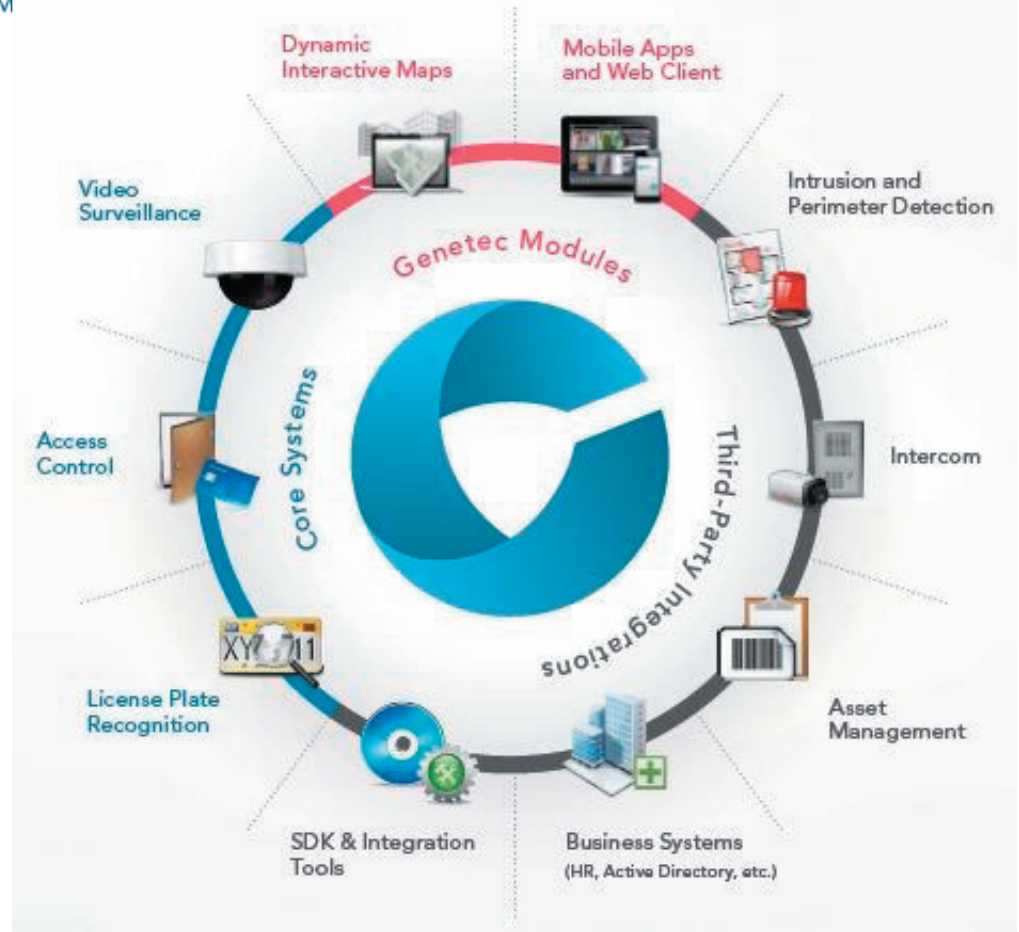 M
Dynamic
Interactive Maps
Mobile Apps
and Web Client
Video
Surveillance
Intrusion and
Perimeter Detection
Genetec Modules
Access
Control
Core Systems
Third-Party Integrations
Intercom
XY
11
License Plate
Recognition
Asset
Management
SDK & Integration
Tools
Business Systems
(HR, Active Directory, etc.)